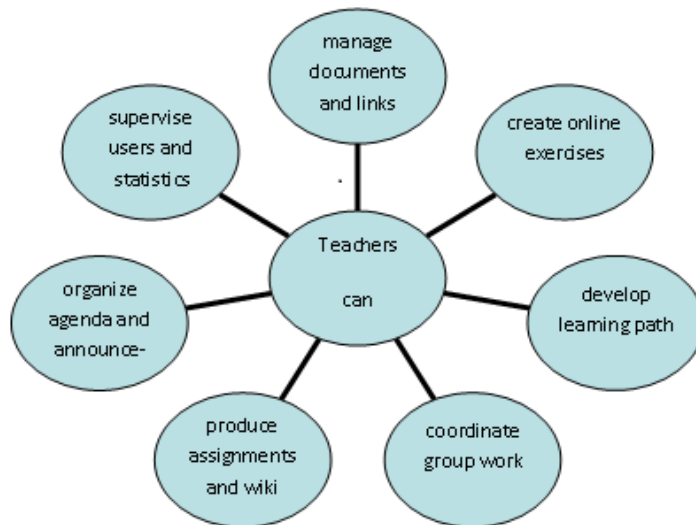 manage
documents
and links
create online
exercises
develop
learning path
coordinate
group work
produce
assignments
and wiki
organize
agenda and
announce-
supervise
users and
statistics
Teachers
can